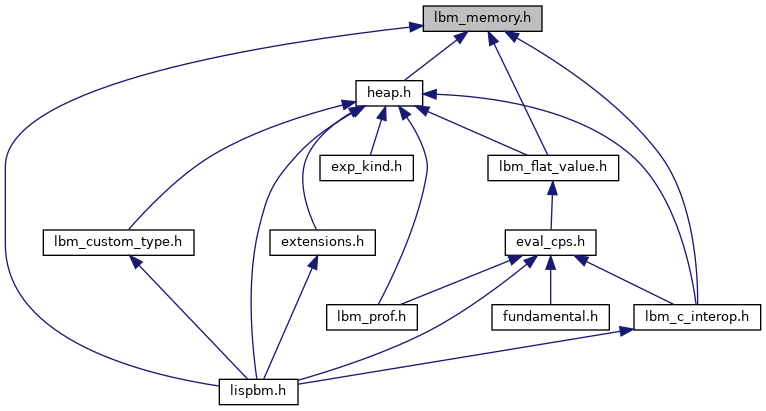 lbm_memory.h
heap.h
exp_kind.h
lbm_flat_value.h
lbm_custom_type.h
extensions.h
eval_cps.h
lbm_prof.h
fundamental.h
lbm_c_interop.h
lispbm.h